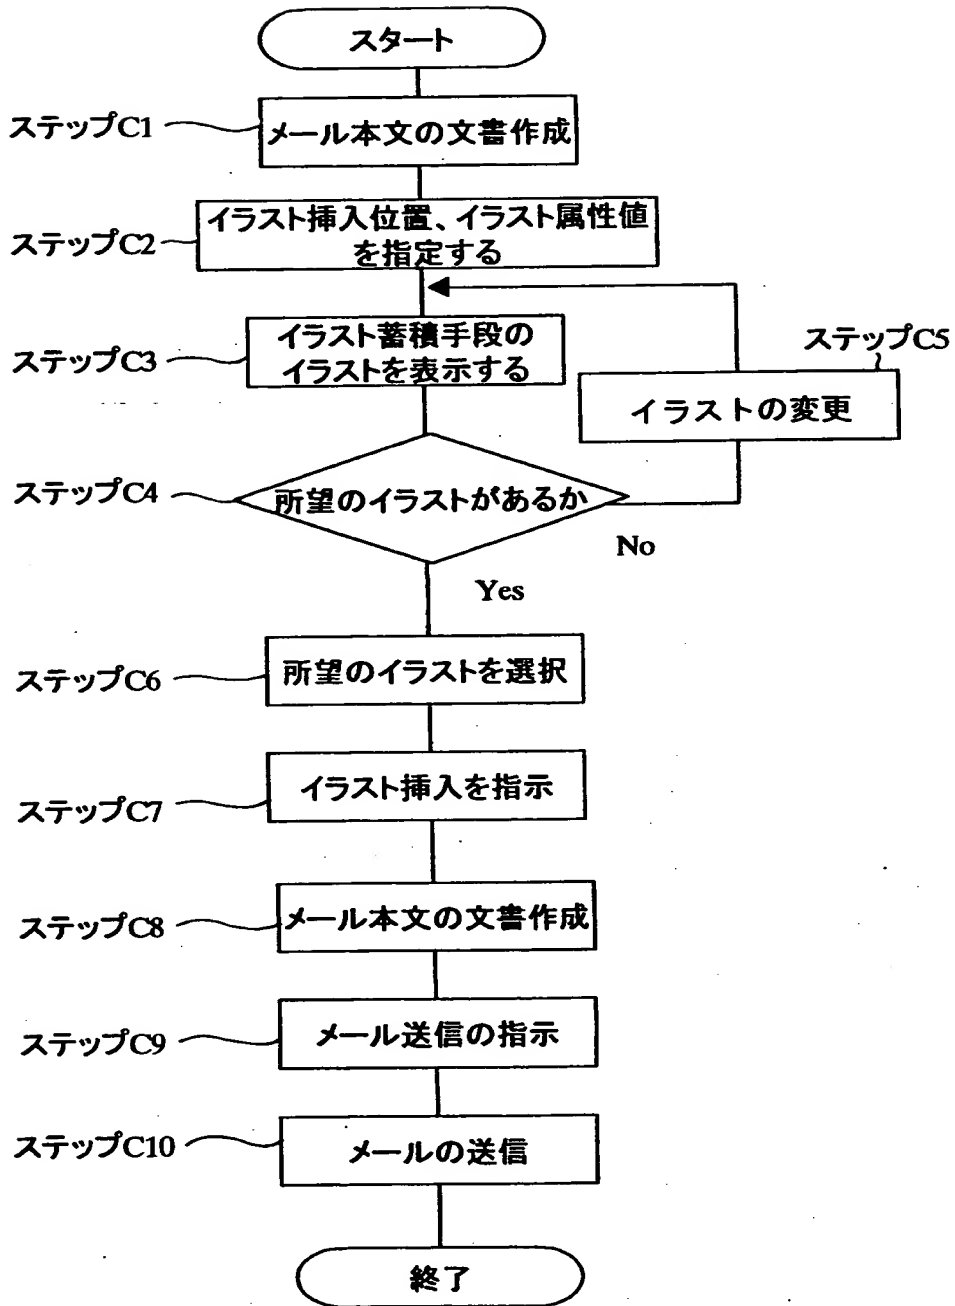 スタート
ステップC1
メール本文の文書作成
ステップC2
イラスト挿入位置、イラスト属性値
を指定する
ステップC3
イラスト蓄積手段の
イラストを表示する
ステップC5
イラストの変更
ステップC4
所望のイラストがあるか
No
Yes
ステップC6
所望のイラストを選択
ステップC7
イラスト挿入を指示
ステップC8
メール本文の文書作成
ステップC9
メール送信の指示
ステップC10
メールの送信
終了